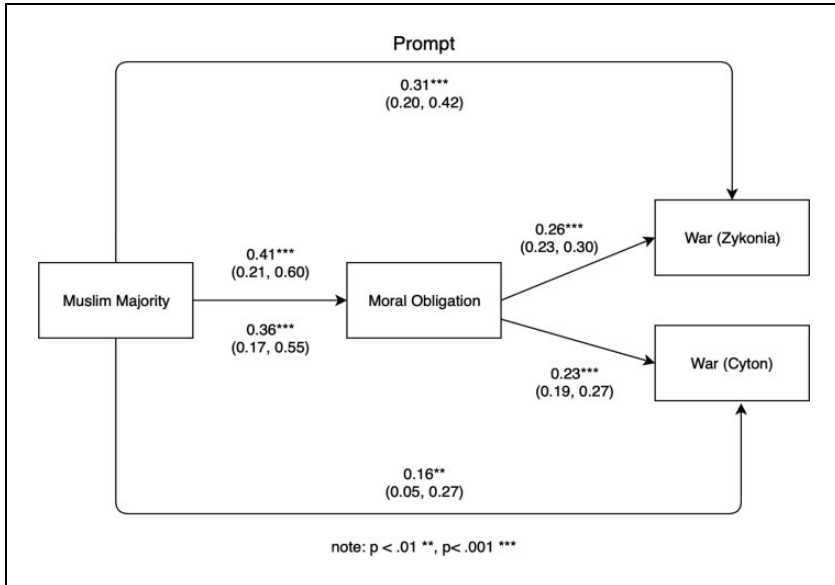 Prompt
0.31***
(0.20, 0.42)
0.26***
(0.23, 0.30)
War (Zykonia)
0.41***
(0.21, 0.60)
Muslim Majority
Moral Obligation
0.36***
(0.17, 0.55)
War (Cyton)
0.23***
(0.19, 0.27)
0.16**
(0.05, 0.27)
note: p < .01 **, p< .001 ***